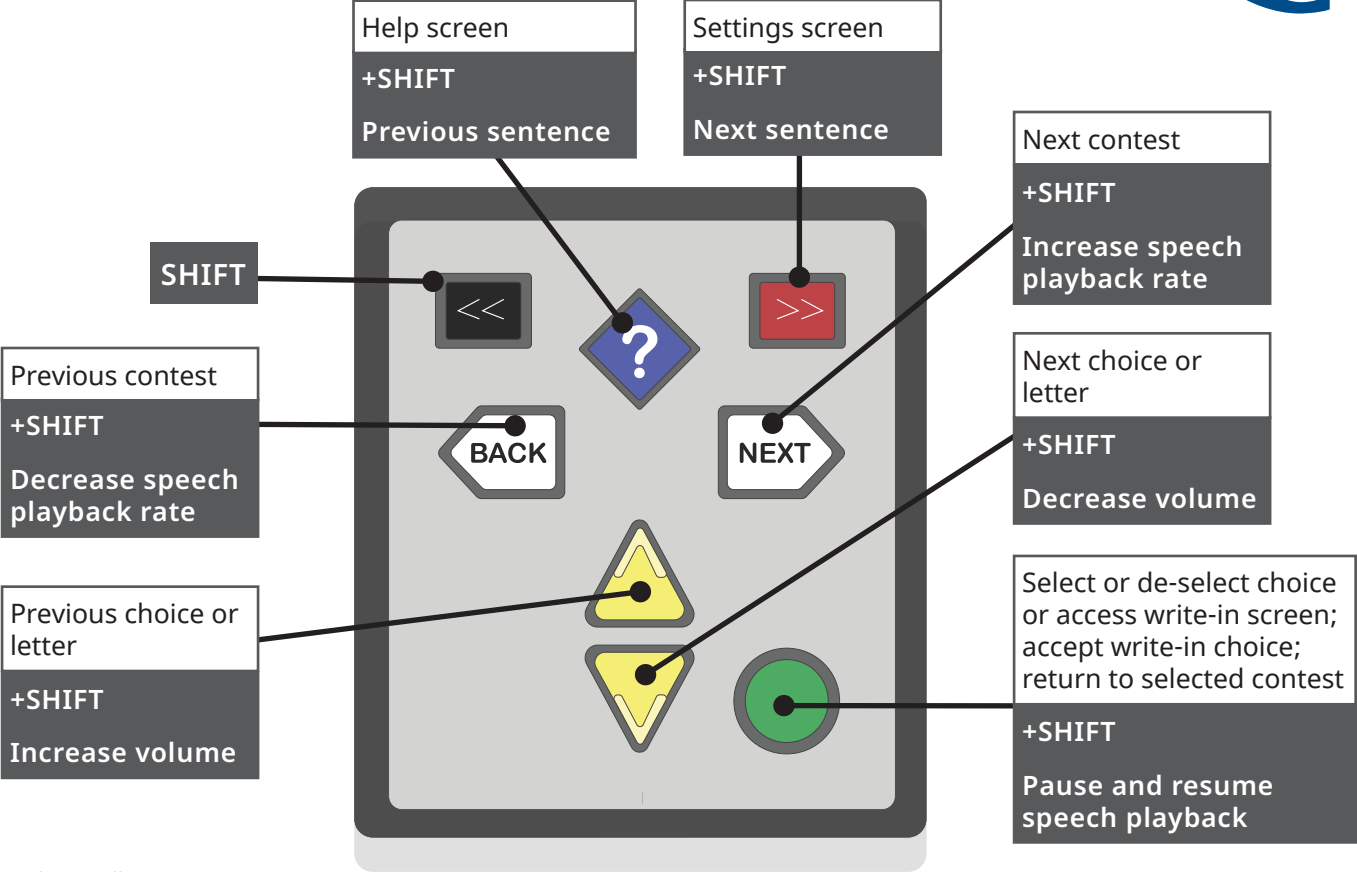 Help screen
+SHIFT
Previous sentence
Settings screen
+SHIFT
Next sentence
Next contest
+SHIFT
Increase speech
playback rate
SHIFT
<<
?
>>
Previous contest
+SHIFT
Decrease speech
playback rate
BACK
NEXT
Next choice or
letter
+SHIFT
Decrease volume
Previous choice or
letter
+SHIFT
Increase volume
Select or de-select choice
or access write-in screen;
accept write-in choice;
return to selected contest
+SHIFT
Pause and resume
speech playback